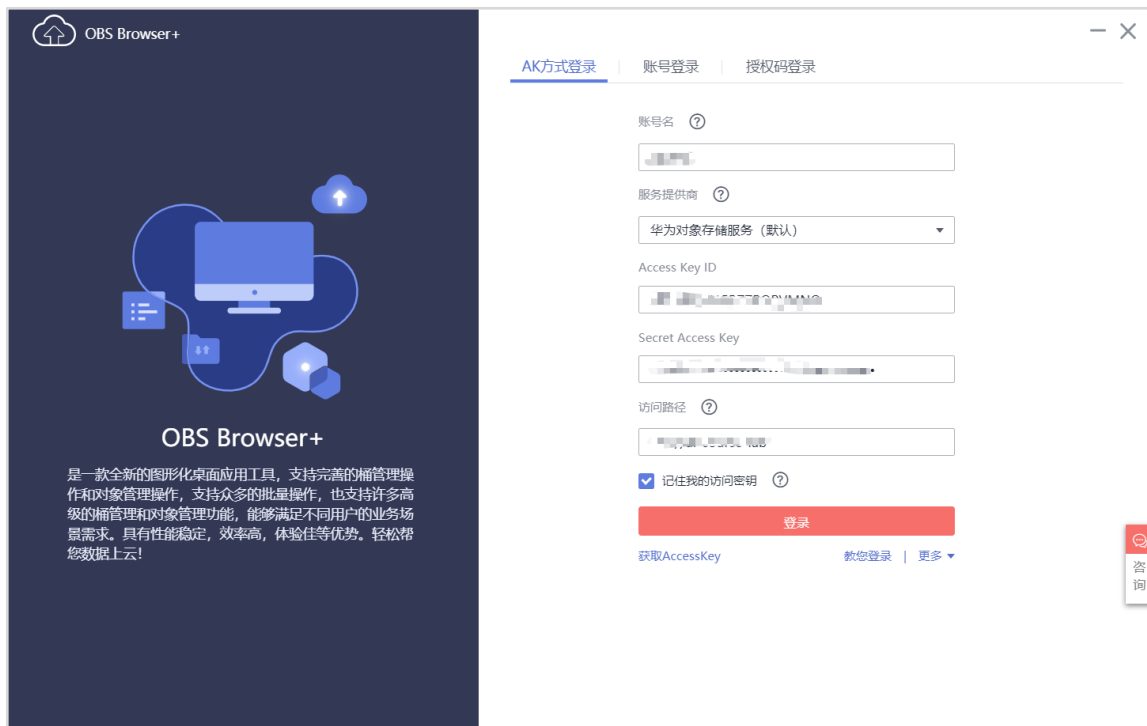 OBS Browser+
AK方式登录
账号登录
授权码登录
账号名
服务提供商
华为对象存储服务（默认）
Access Key ID
Secret Access Key
访问路径
记住我的访问密钥
登录
获取AccessKey
教您登录 | 更多
OBS Browser+
是一款全新的图形化桌面应用工具，支持完善的桶管理操
作和对象管理操作，支持众多的批量操作，也支持许多高
级的桶管理和对象管理功能，能够满足不同用户的业务场
景需求。具有性能稳定，效率高，体验佳等优势。轻松帮
您数据上云！
咨
询